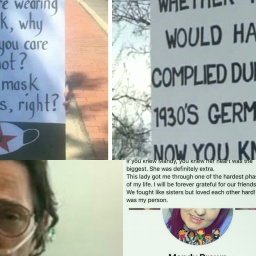 re wearing
k, why
you care
not?
mask
s, right?
WHETHER
WOULD HA
COMPLIED DU
1930'S GERM
NOW YOU KN
if you knew Mandy, you knew her heart was the
biggest. She was definitely extra.
This lady got me through one of the hardest phas
of my life. I will be forever grateful for our friends
We fought like sisters but loved each other hard!
was my person.